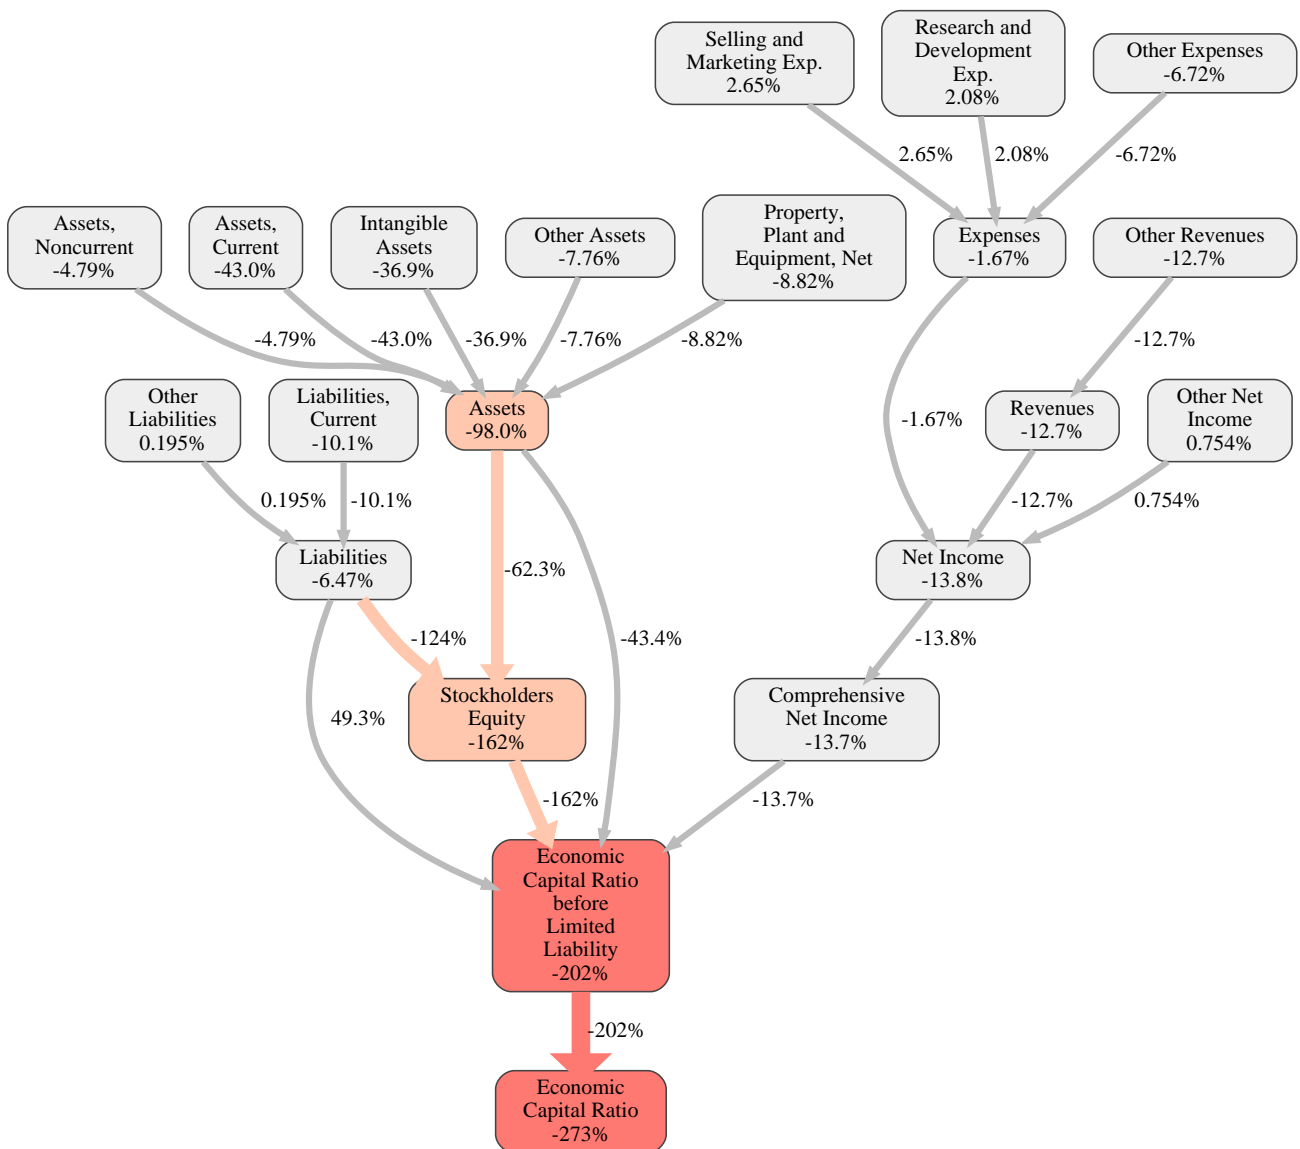 Selling and
Marketing Exp.
2.65%
Research and
Development
Exp.
2.08%
Other Expenses
-6.72%
2.65%
2.08%
-6.72%
Assets,
Noncurrent
-4.79%
Assets,
Current
-43.0%
Intangible
Assets
-36.9%
Other Assets
-7.76%
Property,
Plant and
Equipment, Net
-8.82%
Expenses
-1.67%
Other Revenues
-12.7%
-4.79%
-43.0%
-36.9%
-7.76%
-8.82%
-12.7%
Other
Liabilities
0.195%
Liabilities,
Current
-10.1%
Assets
-98.0%
-1.67%
Revenues
-12.7%
Other Net
Income
0.754%
0.195%
-10.1%
-12.7%
0.754%
Liabilities
-6.47%
-62.3%
Net Income
-13.8%
-124%
-43.4%
-13.8%
49.3%
Stockholders
Equity
-162%
Comprehensive
Net Income
-13.7%
-162%
-13.7%
Economic
Capital Ratio
before
Limited
Liability
-202%
-202%
Economic
Capital Ratio
-273%